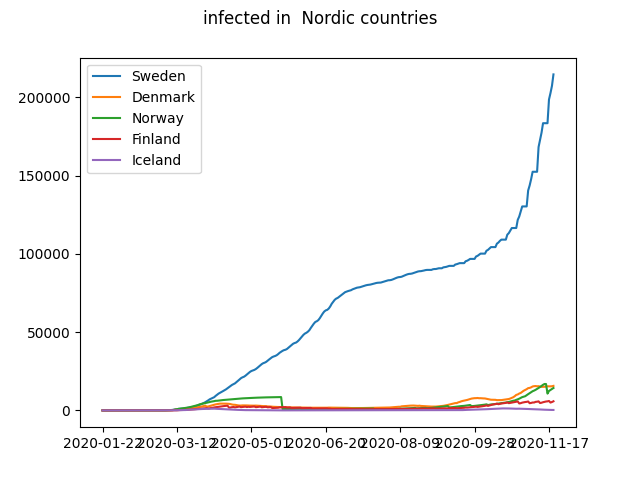 infected in  Nordic countries
Sweden
Denmark
Norway
Finland
Iceland
200000
150000
100000
50000
0
2020-01-22 2020-03-12 2020-05-01 2020-06-20 2020-08-09 2020-09-28 2020-11-17